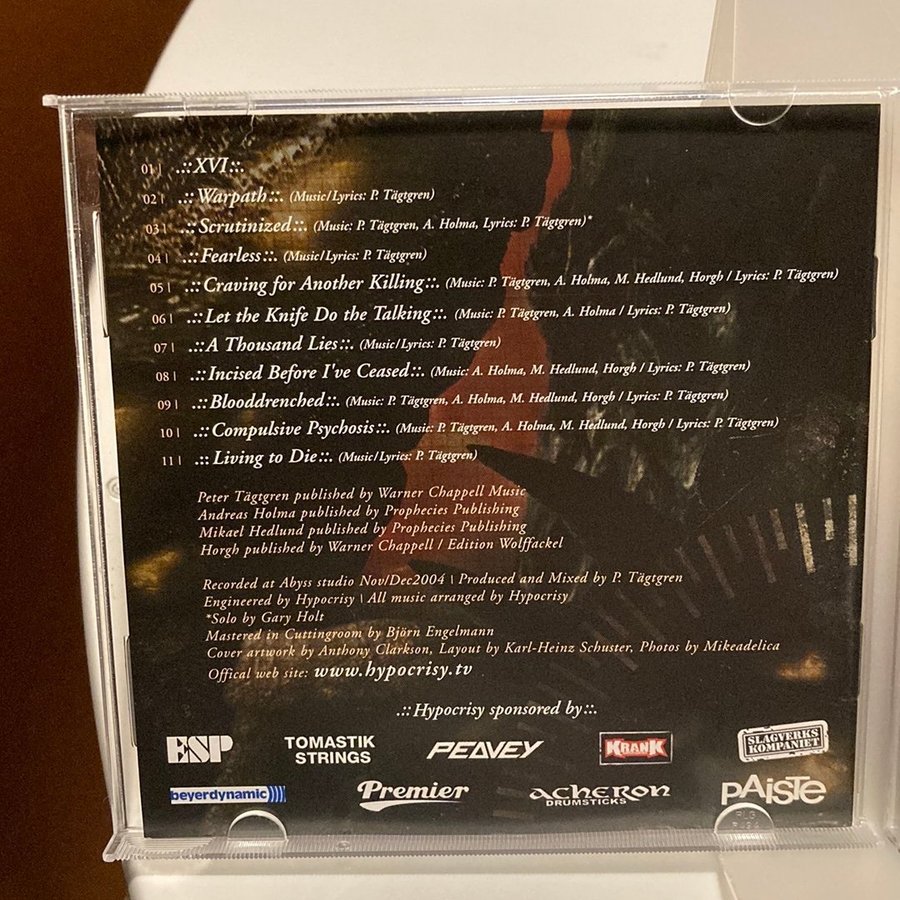 01| .::XVI::.
02| .::Warpath::. (Music/Lyrics: P. Tägtgren)
03| .::Scrutinized::. (Music: P. Tägtgren, A. Holma, Lyrics: P. Tägtgren)*
04| .::Fearless::. (Music/Lyrics: P. Tägtgren)
05| .::Craving for Another Killing::. (Music: P. Tägtgren, A. Holma, M. Hedlund, Horgh / Lyrics: P. Tägtgren)
06| .::Let the Knife Do the Talking::. (Music: P. Tägtgren, A. Holma / Lyrics: P. Tägtgren)
07| .::A Thousand Lies::. (Music/Lyrics: P. Tägtgren)
08| .::Incised Before I've Ceased::. (Music: A. Holma, M. Hedlund, Horgh / Lyrics: P. Tägtgren)
09| .::Blooddrenched::. (Music: P. Tägtgren, A. Holma, M. Hedlund, Horgh / Lyrics: P. Tägtgren)
10| .::Compulsive Psychosis::. (Music: P. Tägtgren, A. Holma, M. Hedlund, Horgh / Lyrics: P. Tägtgren)
11| .:: Living to Die::. (Music/Lyrics: P. Tägtgren)
Peter Tägtgren published by Warner Chappell Music
Andreas Holma published by Prophecies Publishing
Mikael Hedlund published by Prophecies Publishing
Horgh published by Warner Chappell / Edition Wolffackel
Recorded at Abyss studio Nov/Dec2004 | Produced and Mixed by P. Tägtgren
Engineered by Hypocrisy | All music arranged by Hypocrisy
*Solo by Gary Holt
Mastered in Cuttingroom by Björn Engelmann
Cover artwork by Anthony Clarkson, Layout by Karl-Heinz Schuster, Photos by Mikeadelica
Offical web site: www.hypocrisy.tv
.::Hypocrisy sponsored by::.
ESP TOMASTIK STRINGS PEAVEY KRANK SLAGVERKS KOMPANIET
beyerdynamic Premier ACHERON DRUMSTICKS PAiSTe